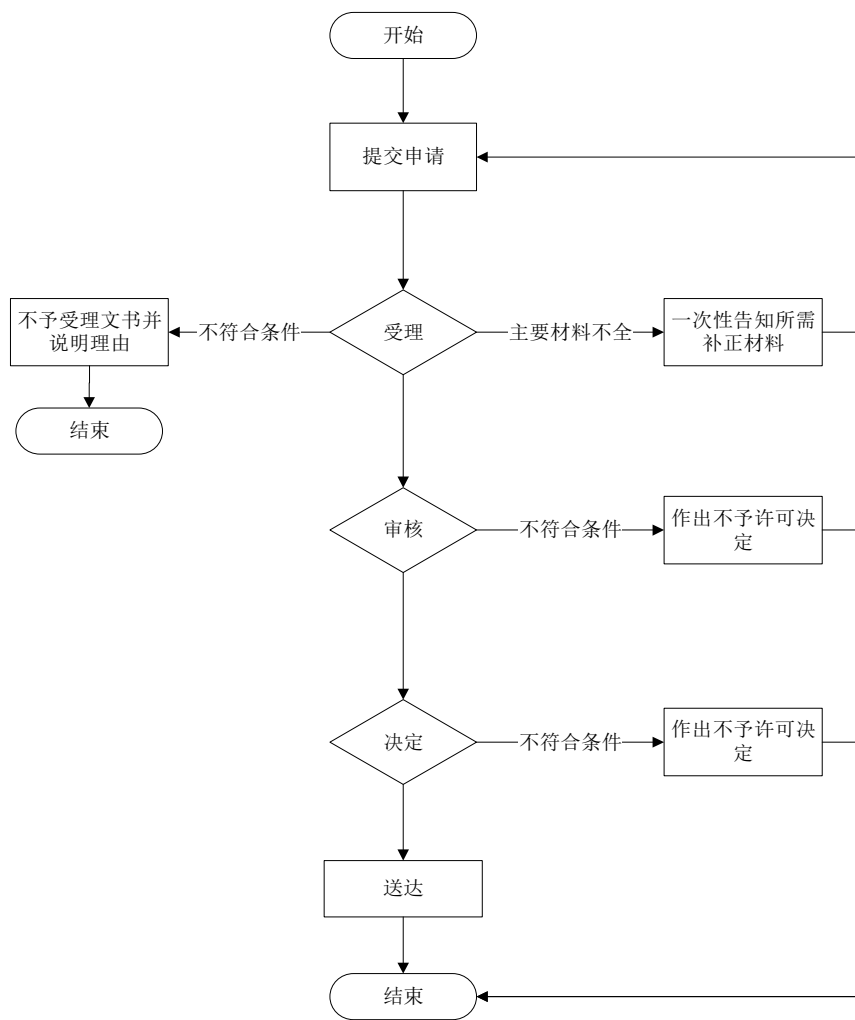 开始
提交申请
不予受理文书并
说明理由
不符合条件
受理
主要材料不全
一次性告知所需
补正材料
结束
审核
不符合条件
作出不予许可决
定
决定
不符合条件
作出不予许可决
定
送达
结束